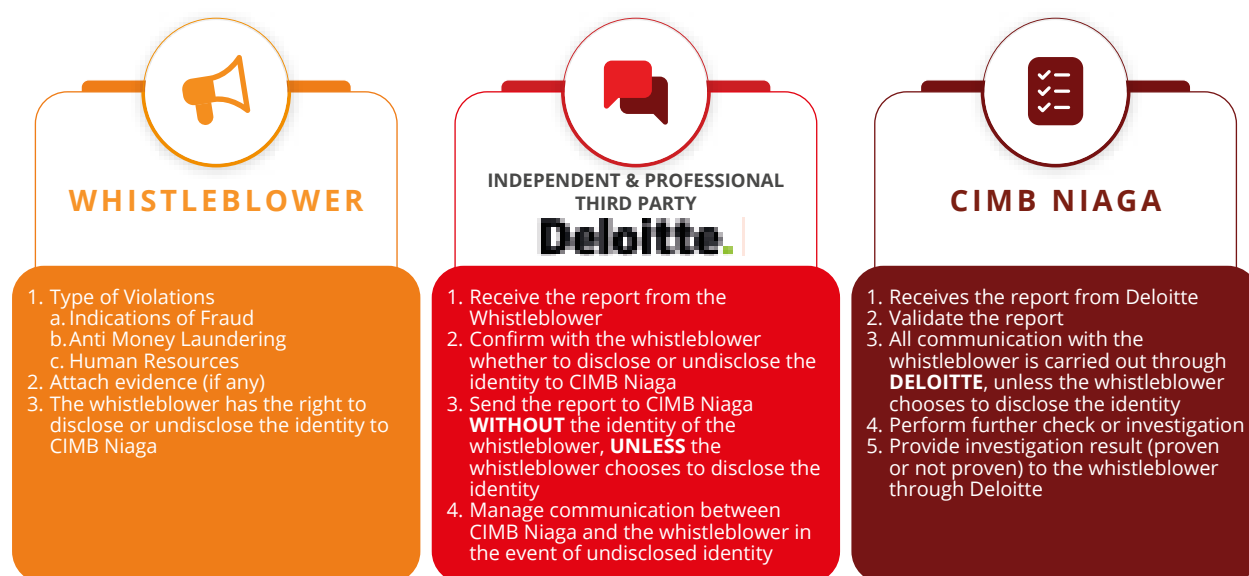 WHISTLEBLOWER
1. Type of Violations
a. Indications of Fraud
b. Anti Money Laundering
c. Human Resources
2. Attach evidence (if any)
3. The whistleblower has the right to
disclose or undisclose the identity to
CIMB Niaga
INDEPENDENT & PROFESSIONAL
THIRD PARTY
Deloitte.
1. Receive the report from the
Whistleblower
2. Confirm with the whistleblower
whether to disclose or undisclose the
identity to CIMB Niaga
3. Send the report to CIMB Niaga
WITHOUT the identity of the
whistleblower, UNLESS the
whistleblower chooses to disclose the
identity
4. Manage communication between
CIMB Niaga and the whistleblower in
the event of undisclosed identity
CIMB NIAGA
1. Receives the report from Deloitte
2. Validate the report
3. All communication with the
whistleblower is carried out through
DELOITTE, unless the whistleblower
chooses to disclose the identity
4. Perform further check or investigation
5. Provide investigation result (proven
or not proven) to the whistleblower
through Deloitte